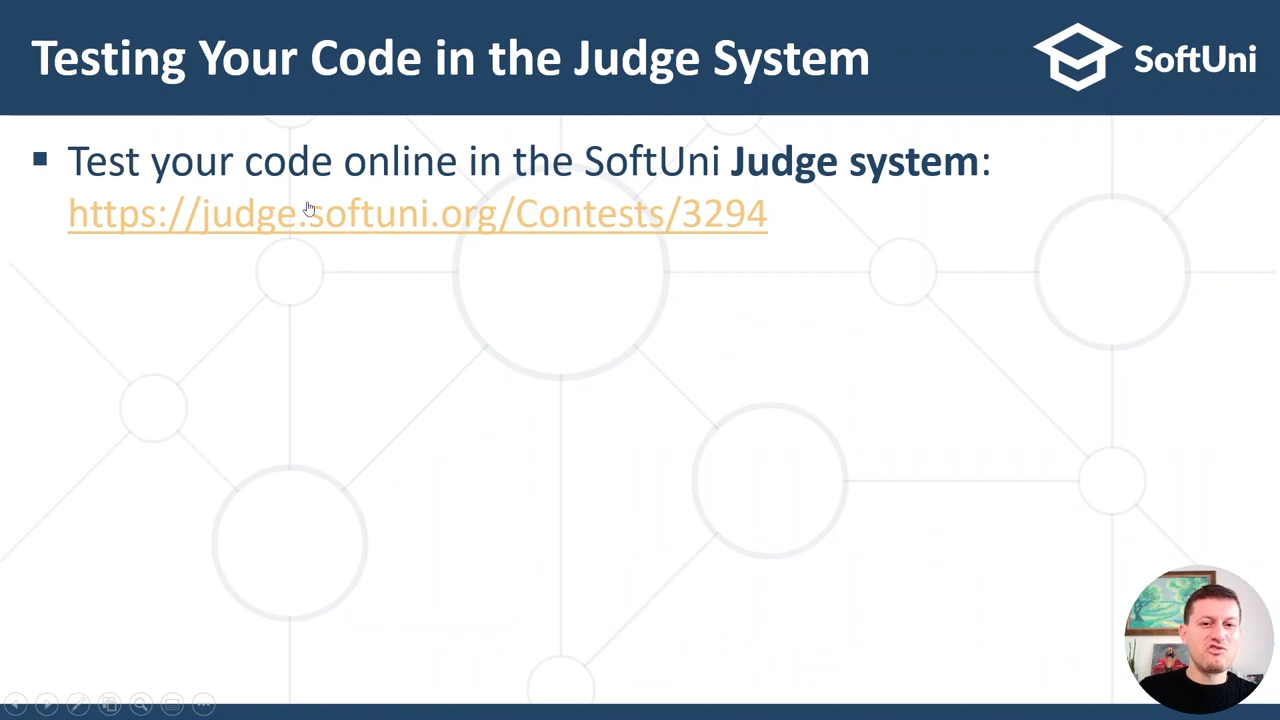 Testing Your Code in the Judge System
SoftUni
Test your code online in the SoftUni Judge system:
https://judge.softuni.org/Contests/3294